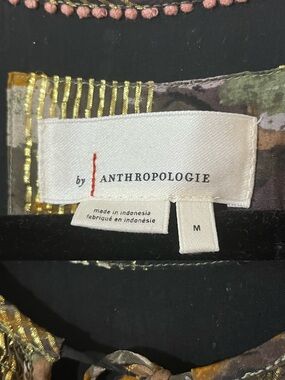 by ANTHROPOLOGIE
made in indonesia
fabriqué en indonésie
M